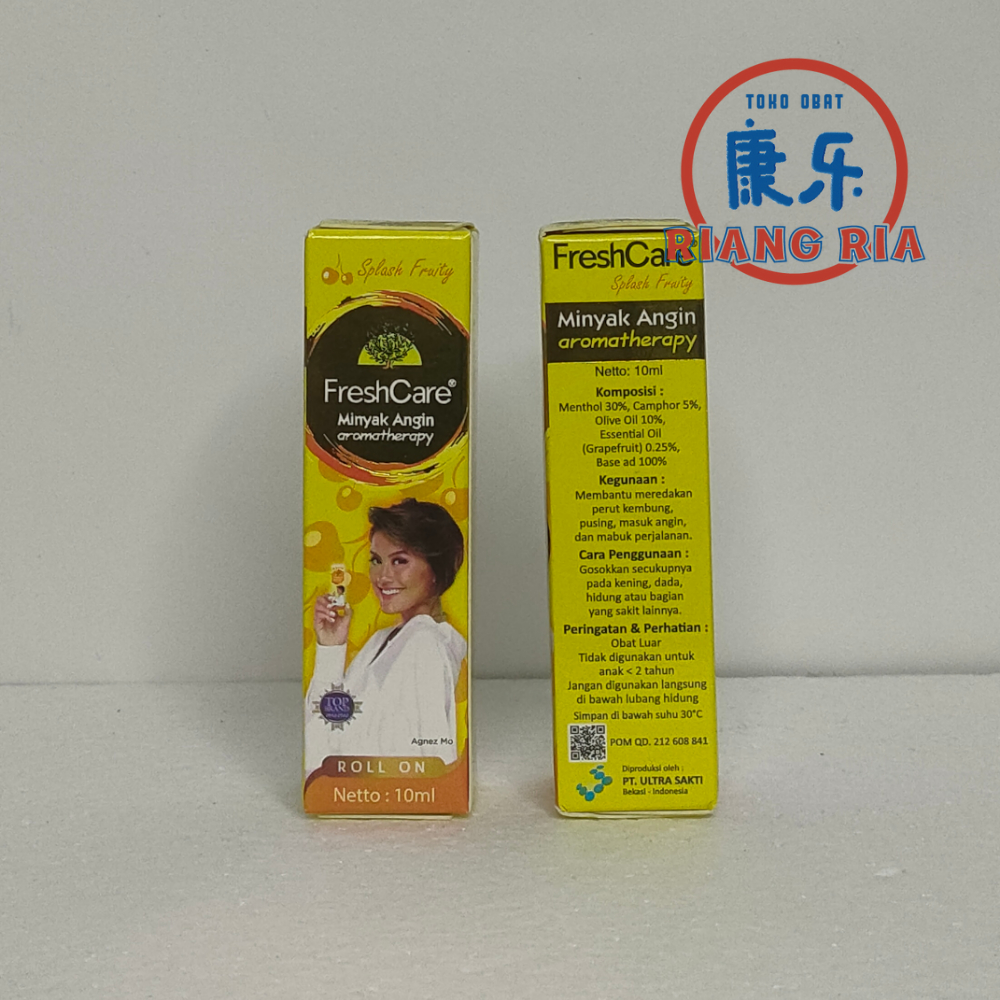 TOKO OBAT
康乐
RIANG RIA
Splash Fruity
FreshCare®
Minyak Angin
aromatherapy
TOP
BRAND
Agnez Mo
ROLL ON
Netto : 10ml
FreshCare®
Splash Fruity
Minyak Angin
aromatherapy
Netto: 10ml
Komposisi :
Menthol 30%, Camphor 5%,
Olive Oil 10%,
Essential Oil
(Grapefruit) 0.25%,
Base ad 100%
Kegunaan :
Membantu meredakan
perut kembung,
pusing, masuk angin,
dan mabuk perjalanan.
Cara Penggunaan :
Gosokkan secukupnya
pada kening, dada,
hidung atau bagian
yang sakit lainnya.
Peringatan & Perhatian :
Obat Luar
Tidak digunakan untuk
anak < 2 tahun
Jangan digunakan langsung
di bawah lubang hidung
Simpan di bawah suhu 30°C
POM QD. 212 608 841
Diproduksi oleh :
PT. ULTRA SAKTI
Bekasi - Indonesia